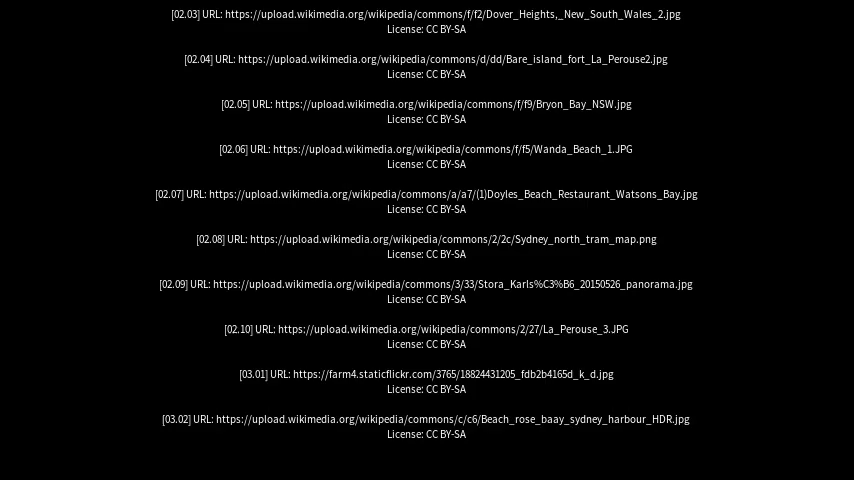 [02.03] URL: https://upload.wikimedia.org/wikipedia/commons/f/f2/Dover_Heights,_New_South_Wales_2.jpg
License: CC BY-SA
[02.04] URL: https://upload.wikimedia.org/wikipedia/commons/d/dd/Bare_island_fort_La_Perouse2.jpg
License: CC BY-SA
[02.05] URL: https://upload.wikimedia.org/wikipedia/commons/f/f9/Bryon_Bay_NSW.jpg
License: CC BY-SA
[02.06] URL: https://upload.wikimedia.org/wikipedia/commons/f/f5/Wanda_Beach_1.JPG
License: CC BY-SA
[02.07] URL: https://upload.wikimedia.org/wikipedia/commons/a/a7/(1)Doyles_Beach_Restaurant_Watsons_Bay.jpg
License: CC BY-SA
[02.08] URL: https://upload.wikimedia.org/wikipedia/commons/2/2c/Sydney_north_tram_map.png
License: CC BY-SA
[02.09] URL: https://upload.wikimedia.org/wikipedia/commons/3/33/Stora_Karls%C3%B6_20150526_panorama.jpg
License: CC BY-SA
[02.10] URL: https://upload.wikimedia.org/wikipedia/commons/2/27/La_Perouse_3.JPG
License: CC BY-SA
[03.01] URL: https://farm4.staticflickr.com/3765/18824431205_fdb2b4165d_k_d.jpg
License: CC BY-SA
[03.02] URL: https://upload.wikimedia.org/wikipedia/commons/c/c6/Beach_rose_baay_sydney_harbour_HDR.jpg
License: CC BY-SA